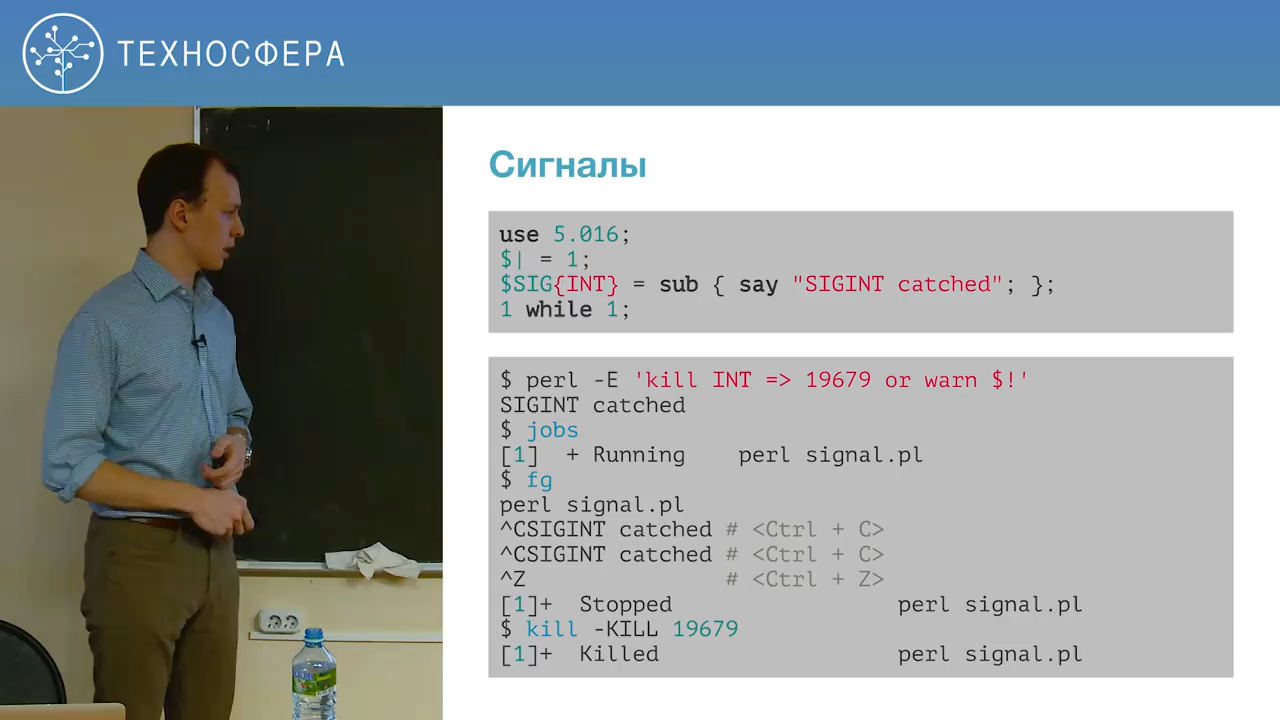 ТЕХНОСФЕРА
Сигналы
use 5.016;
$| = 1;
$SIG{INT} = sub { say "SIGINT catched"; };
1 while 1;
$ perl -E 'kill INT => 19679 or warn $!'
SIGINT catched
$ jobs
[1]  + Running    perl signal.pl
$ fg
perl signal.pl
^CSIGINT catched # <Ctrl + C>
^CSIGINT catched # <Ctrl + C>
^Z               # <Ctrl + Z>
[1]+  Stopped                 perl signal.pl
$ kill -KILL 19679
[1]+  Killed                  perl signal.pl